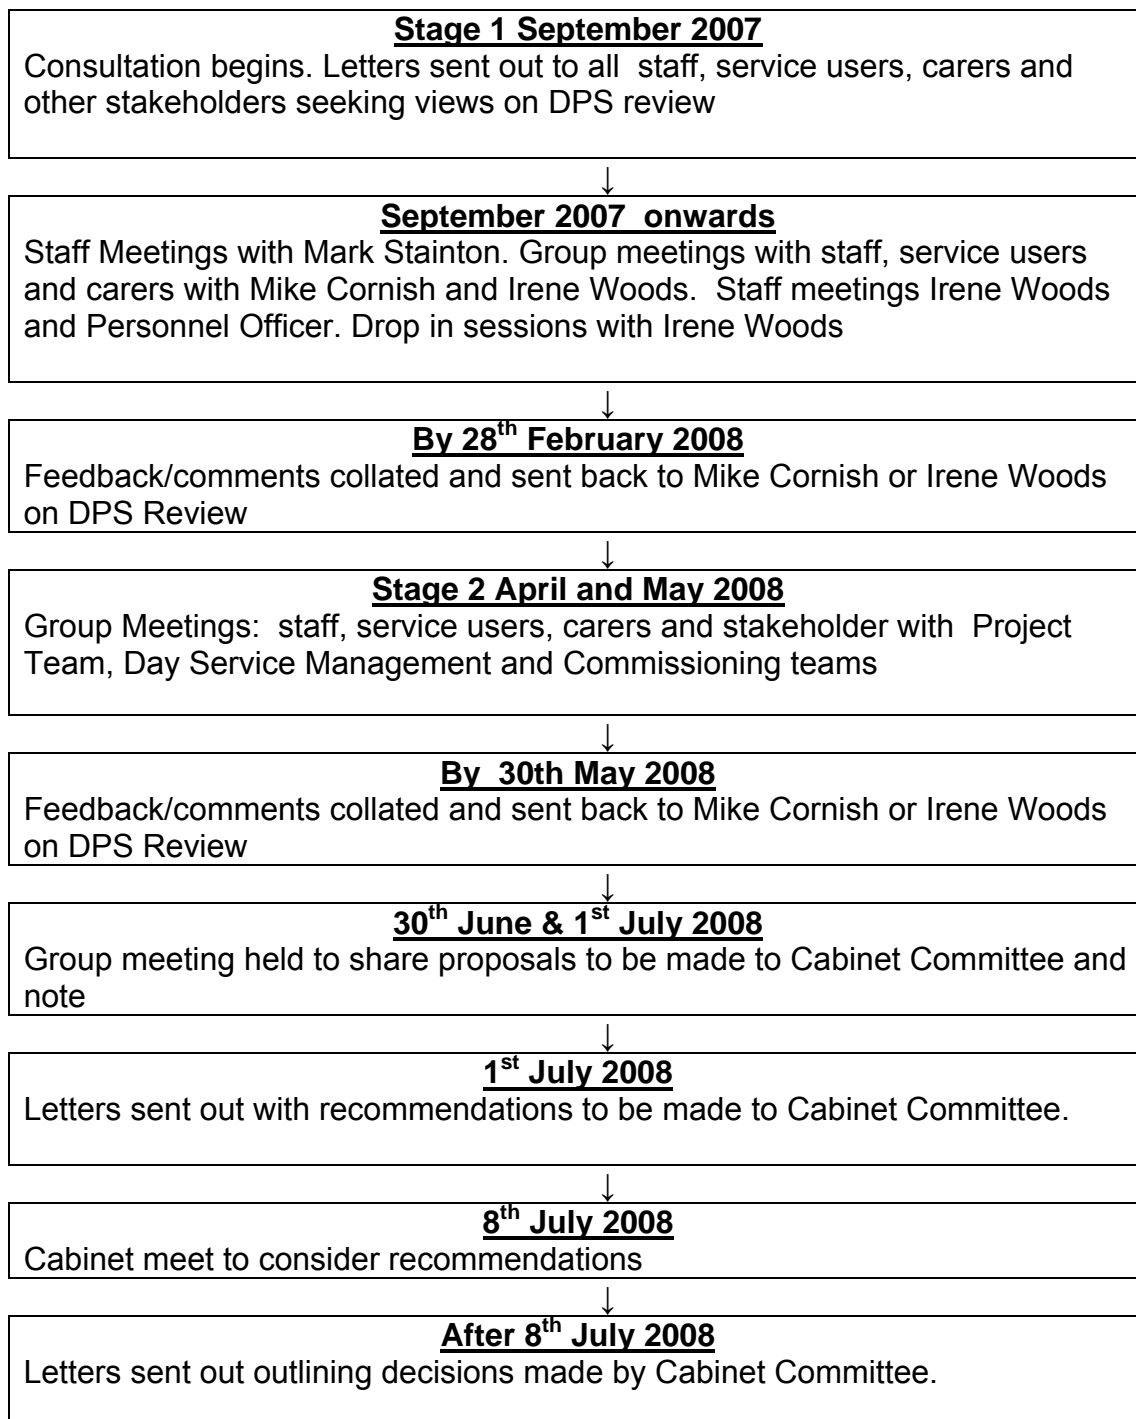 Stage 1 September 2007
Consultation begins. Letters sent out to all  staff, service users, carers and
other stakeholders seeking views on DPS review
↓
September 2007  onwards
Staff Meetings with Mark Stainton. Group meetings with staff, service users
and carers with Mike Cornish and Irene Woods.  Staff meetings Irene Woods
and Personnel Officer. Drop in sessions with Irene Woods
↓
By 28th February 2008
Feedback/comments collated and sent back to Mike Cornish or Irene Woods
on DPS Review
↓
Stage 2 April and May 2008
Group Meetings:  staff, service users, carers and stakeholder with  Project
Team, Day Service Management and Commissioning teams
↓
By  30th May 2008
Feedback/comments collated and sent back to Mike Cornish or Irene Woods
on DPS Review
↓
30th June & 1st July 2008
Group meeting held to share proposals to be made to Cabinet Committee and
note
↓
1st July 2008
Letters sent out with recommendations to be made to Cabinet Committee.
↓
8th July 2008
Cabinet meet to consider recommendations
↓
After 8th July 2008
Letters sent out outlining decisions made by Cabinet Committee.